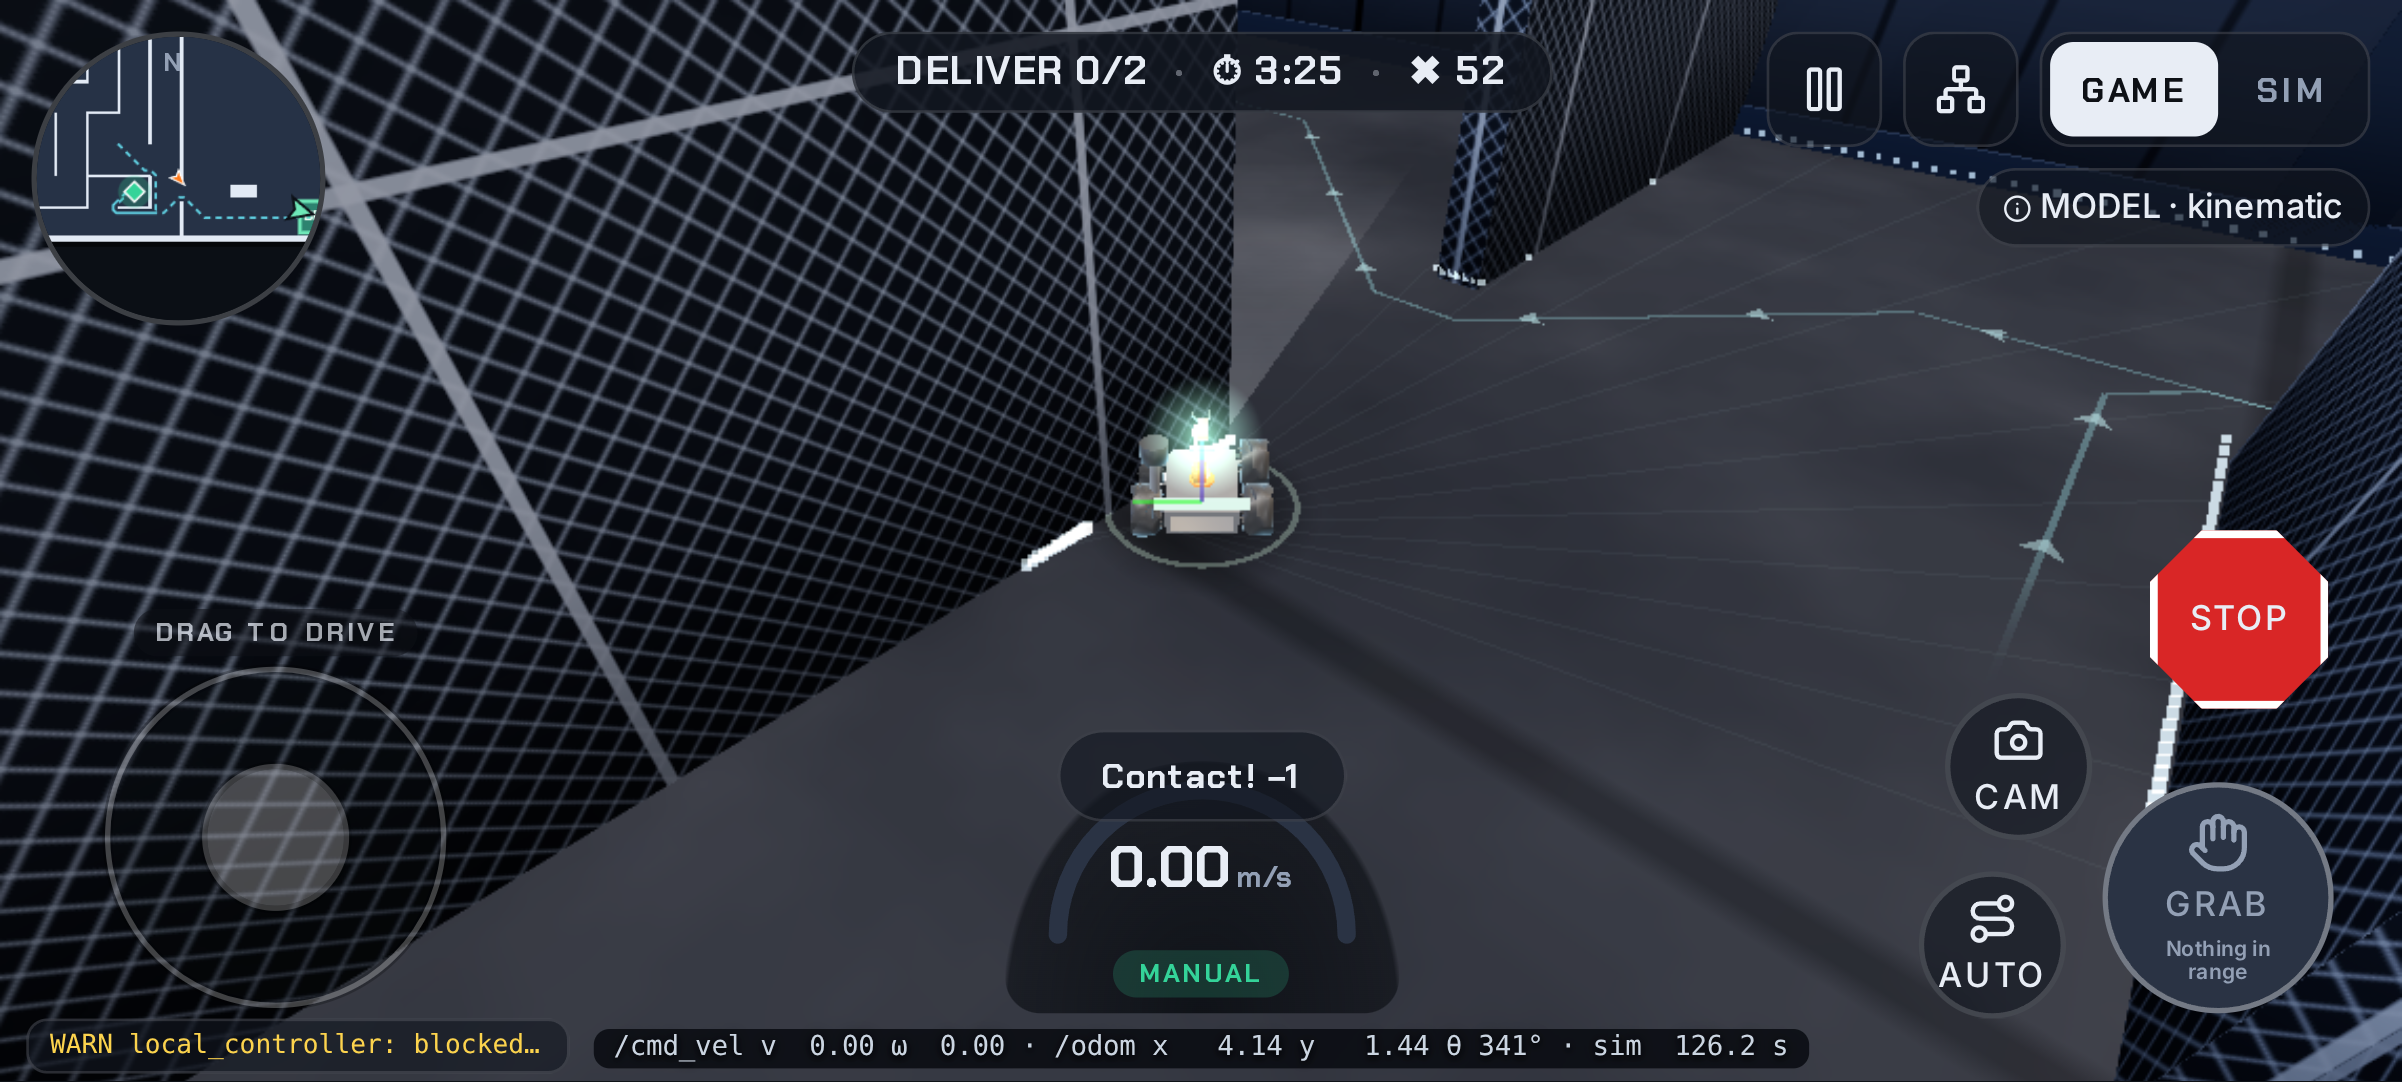 N
DELIVER 0/2 · ⏱ 3:25 · ✖ 52
GAME SIM
MODEL · kinematic
DRAG TO DRIVE
STOP
Contact! −1
CAM
0.00 m/s
GRAB
Nothing in
range
MANUAL
AUTO
WARN local_controller: blocked…
/cmd_vel v 0.00 ω 0.00 · /odom x 4.14 y 1.44 θ 341° · sim 126.2 s